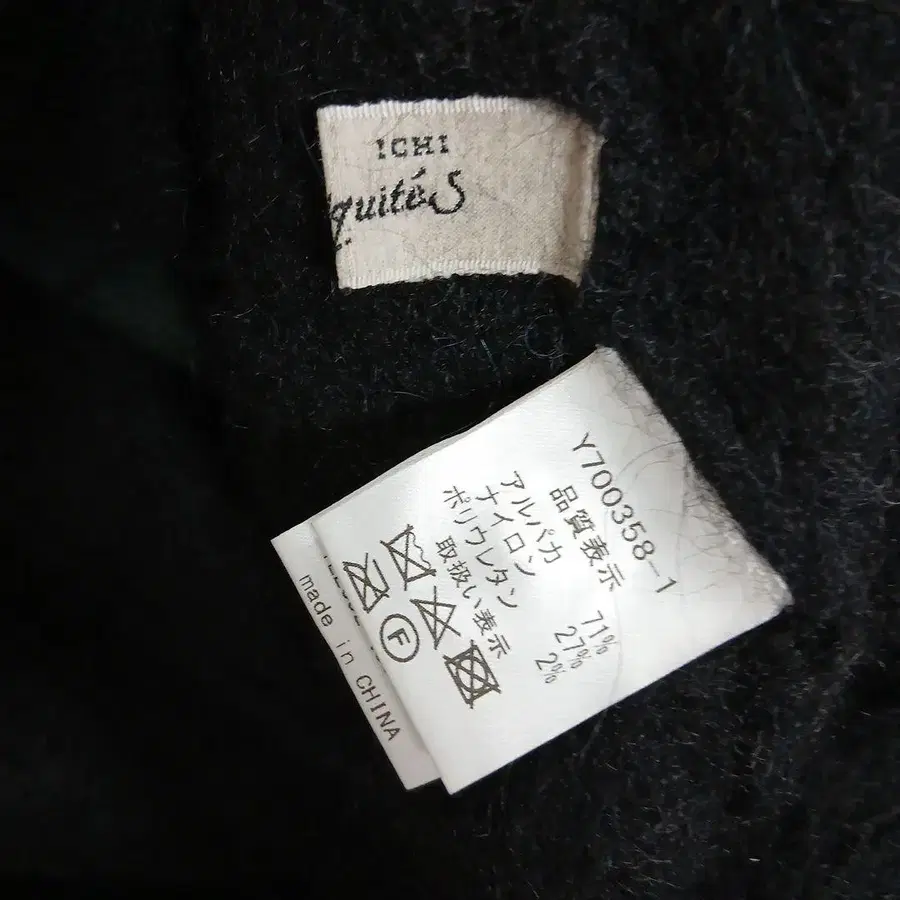 ICHI
quitéS
Y700358-1
品質表示
アルパカ 71%
ナイロン 27%
ポリウレタン 2%
取扱い表示
F
made in CHINA